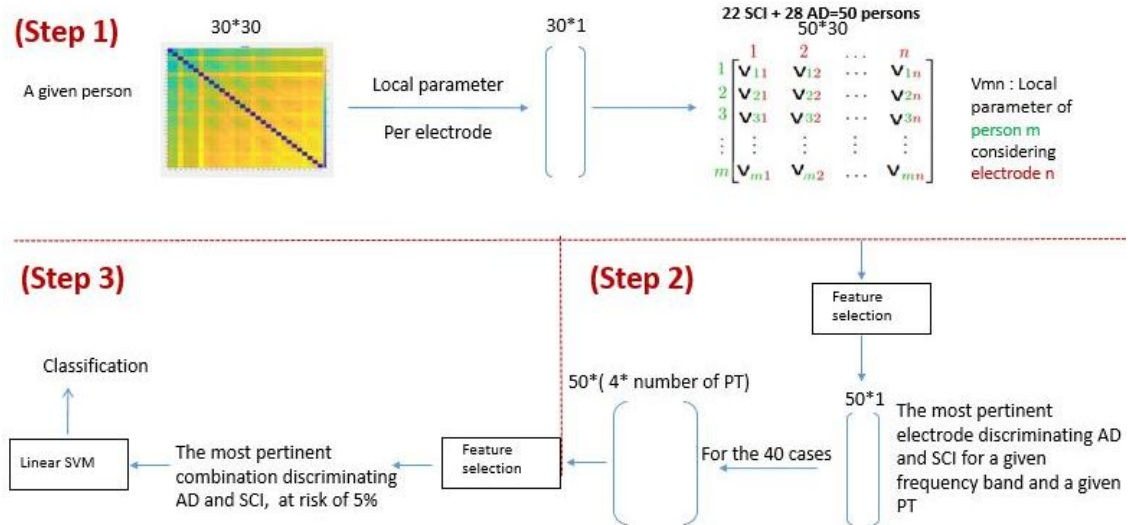 (Step 1)
30*30
A given person
Local parameter
Per electrode
30*1
22 SCI + 28 AD=50 persons
50*30
1 2 ... n
1 V11 V12 ... V1n
2 V21 V22 ... V2n
3 V31 V32 ... V3n
⋮ ⋮ ⋮ ⋮ ⋮
m Vm1 Vm2 ... Vmn
Vmn : Local
parameter of
person m
considering
electrode n
(Step 2)
Feature
selection
50*1
The most pertinent
electrode discriminating AD
and SCI for a given
frequency band and a given
PT
For the 40 cases
50*( 4* number of PT)
(Step 3)
Feature
selection
The most pertinent
combination discriminating
AD and SCI, at risk of 5%
Linear SVM
Classification